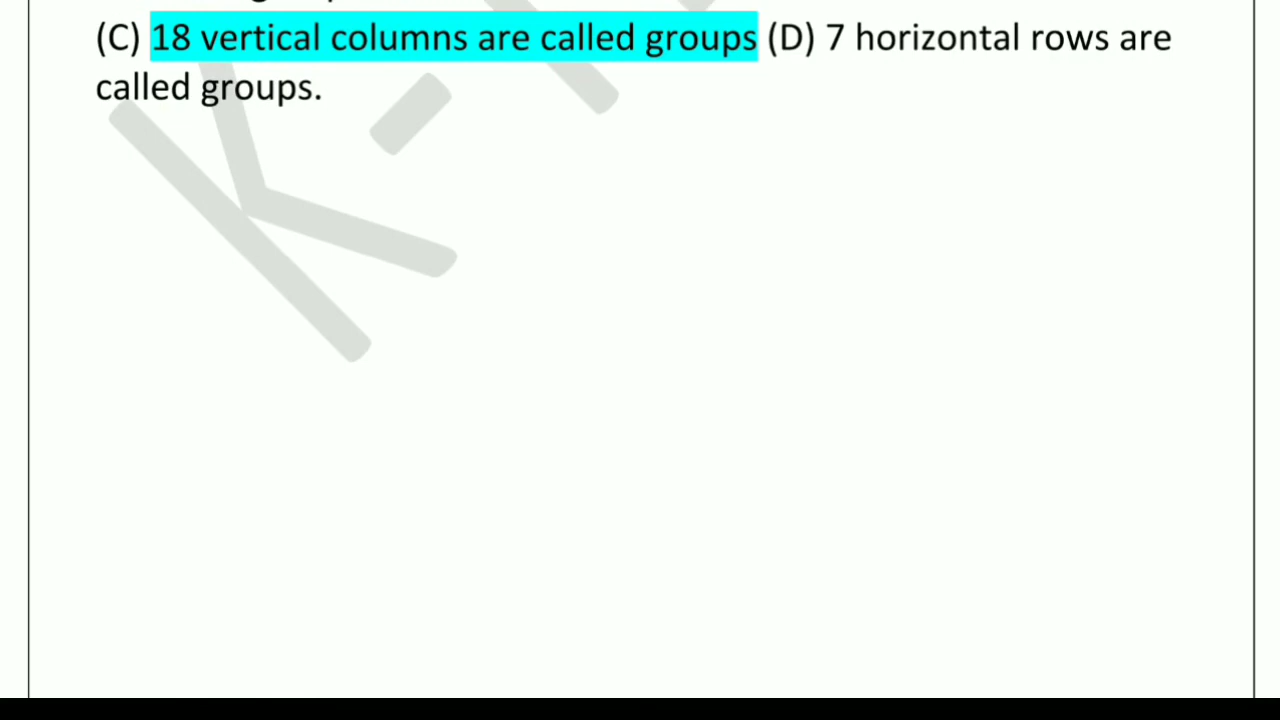 (C) 18 vertical columns are called groups (D) 7 horizontal rows are
called groups.
K-